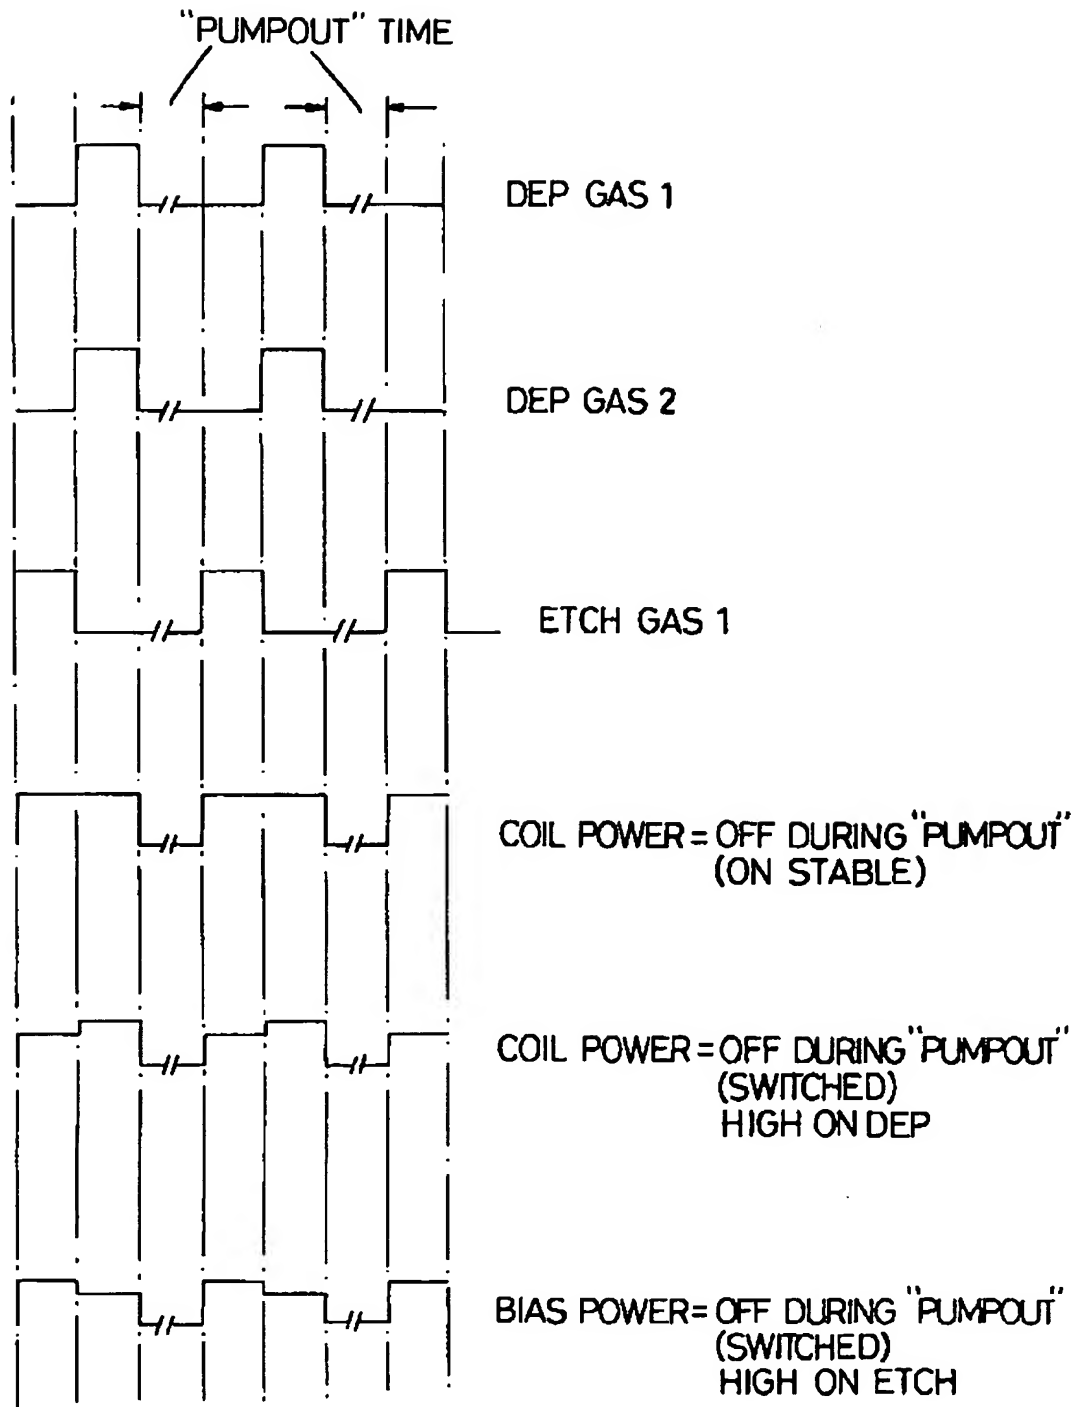 "PUMPOUT" TIME
DEP GAS 1
DEP GAS 2
ETCH GAS 1
COIL POWER = OFF DURING "PUMPOUT"
(ON STABLE)
COIL POWER = OFF DURING "PUMPOUT"
(SWITCHED)
HIGH ON DEP
BIAS POWER = OFF DURING "PUMPOUT"
(SWITCHED)
HIGH ON ETCH